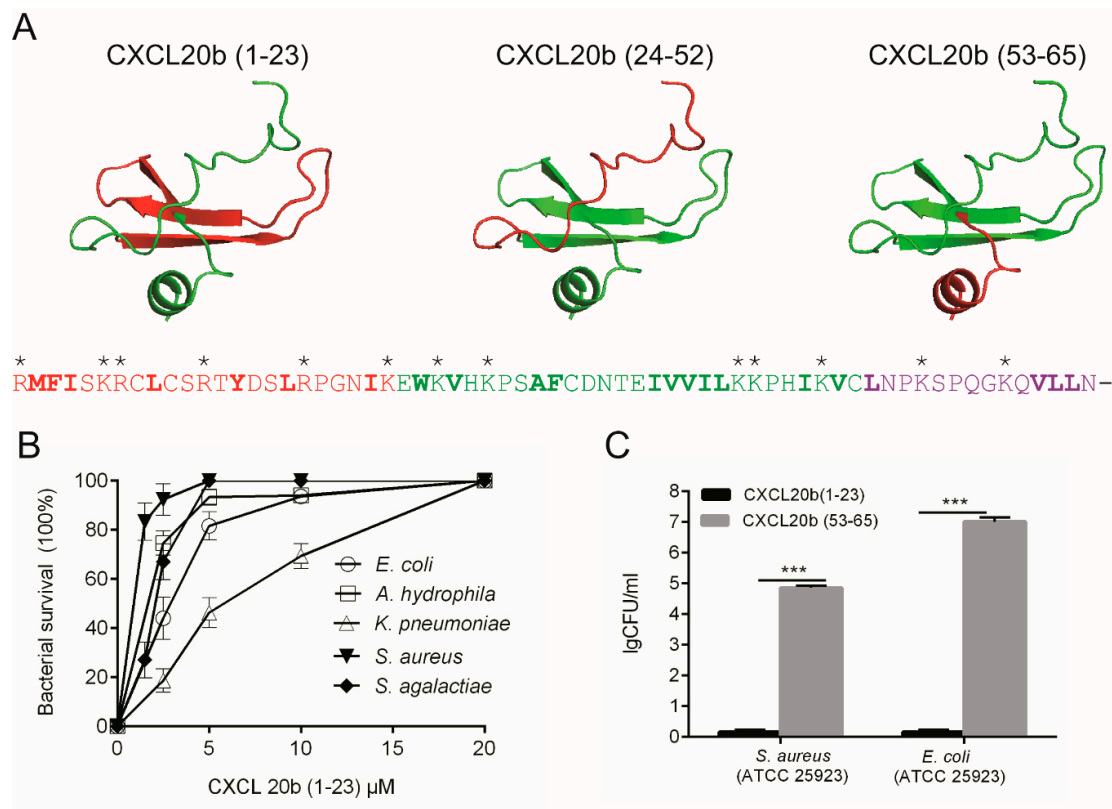 A
CXCL20b (1-23)
CXCL20b (24-52)
CXCL20b (53-65)
* ** * * * * * ** * * *
RMFISKRCLCSRTYDSLRPGNIKEWKVHKPSAFCDNTEIVVILKKPHIKVCLNPKSPQGKQVLLN–
B
Bacterial survival (100%)
100
80
60
40
20
0
0 5 10 15 20
CXCL 20b (1-23) µM
E. coli
A. hydrophila
K. pneumoniae
S. aureus
S. agalactiae
C
CXCL20b(1-23)
CXCL20b (53-65)
lgCFU/ml
8
7
6
5
4
3
2
1
0
***
***
S. aureus
(ATCC 25923)
E. coli
(ATCC 25923)